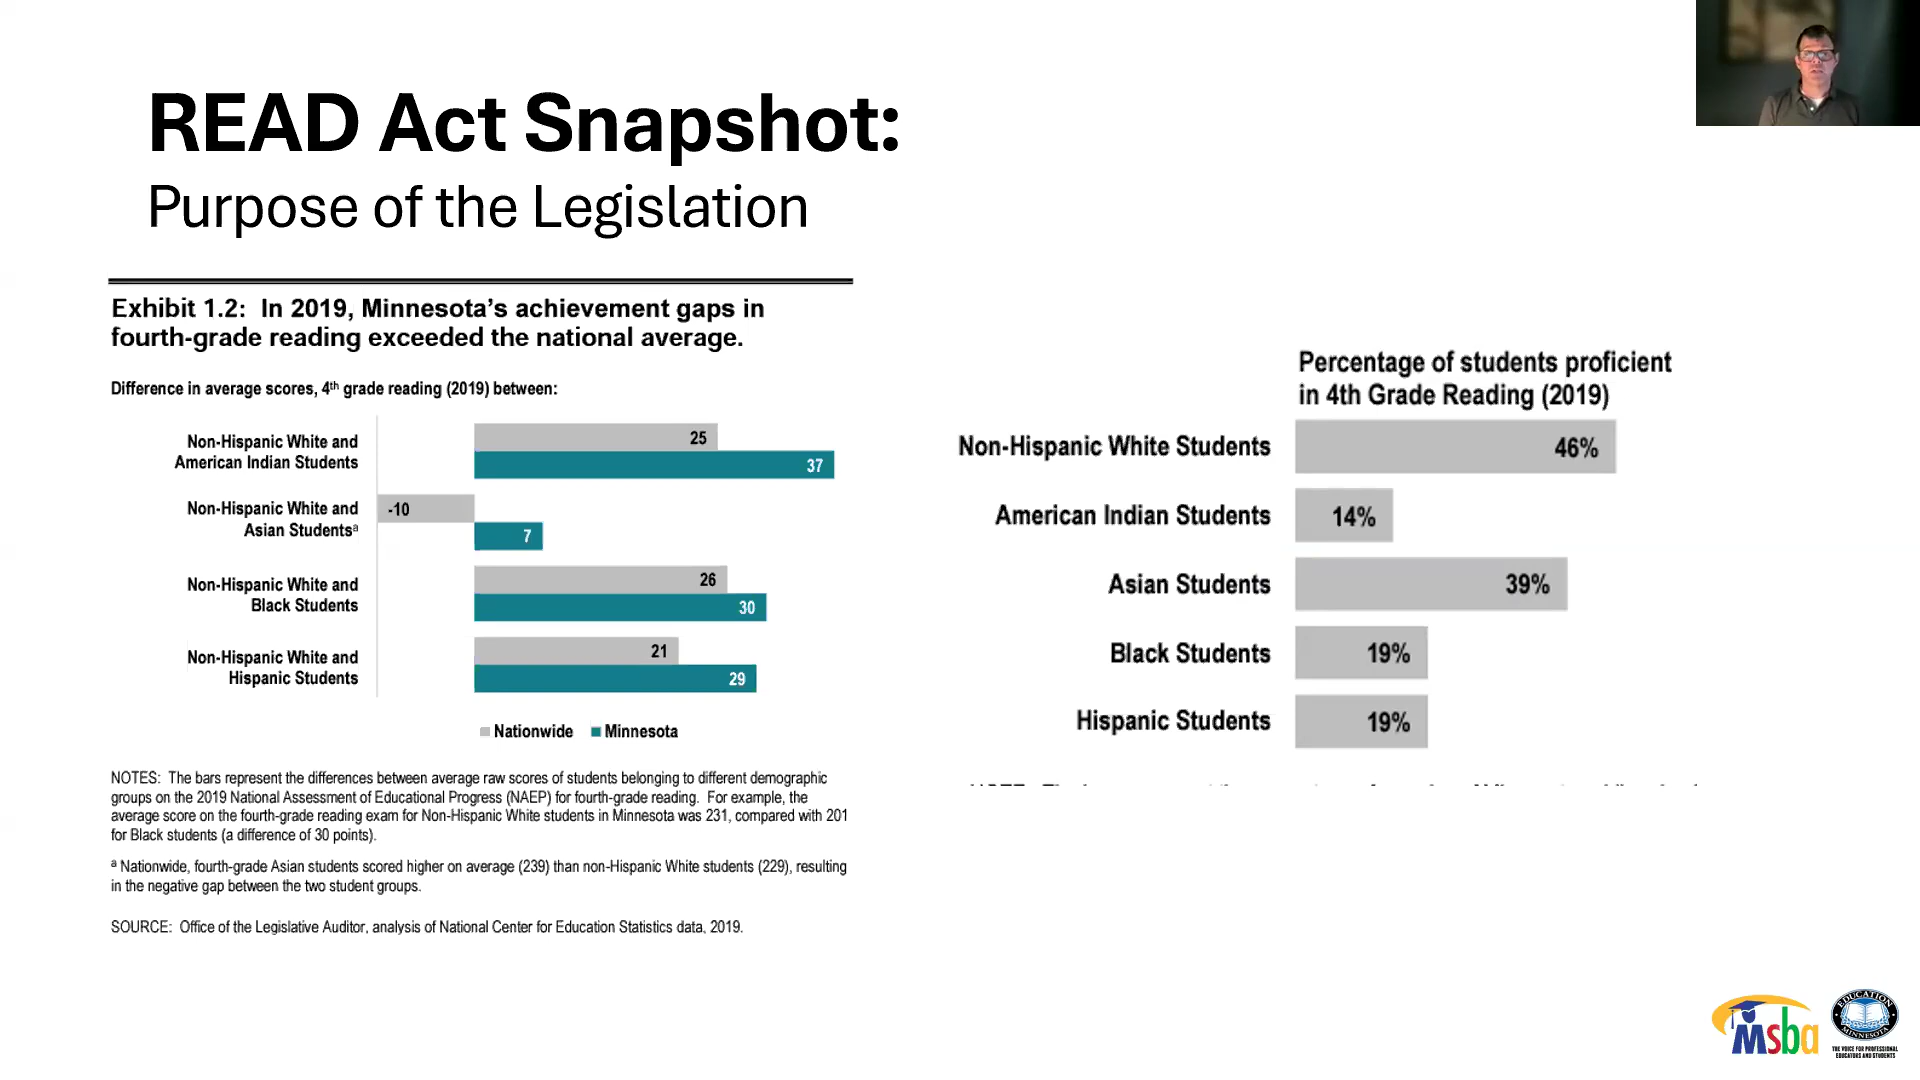 READ Act Snapshot:
Purpose of the Legislation
Exhibit 1.2: In 2019, Minnesota’s achievement gaps in
fourth-grade reading exceeded the national average.
Difference in average scores, 4th grade reading (2019) between:
Non-Hispanic White and
American Indian Students
25
37
Non-Hispanic White and
Asian Studentsa
-10
7
Non-Hispanic White and
Black Students
26
30
Non-Hispanic White and
Hispanic Students
21
29
Nationwide Minnesota
NOTES: The bars represent the differences between average raw scores of students belonging to different demographic
groups on the 2019 National Assessment of Educational Progress (NAEP) for fourth-grade reading. For example, the
average score on the fourth-grade reading exam for Non-Hispanic White students in Minnesota was 231, compared with 201
for Black students (a difference of 30 points).
a Nationwide, fourth-grade Asian students scored higher on average (239) than non-Hispanic White students (229), resulting
in the negative gap between the two student groups.
SOURCE: Office of the Legislative Auditor, analysis of National Center for Education Statistics data, 2019.
Percentage of students proficient
in 4th Grade Reading (2019)
Non-Hispanic White Students 46%
American Indian Students 14%
Asian Students 39%
Black Students 19%
Hispanic Students 19%
msba
EDUCATION
MINNESOTA
THE VOICE FOR PROFESSIONAL
EDUCATORS AND STUDENTS